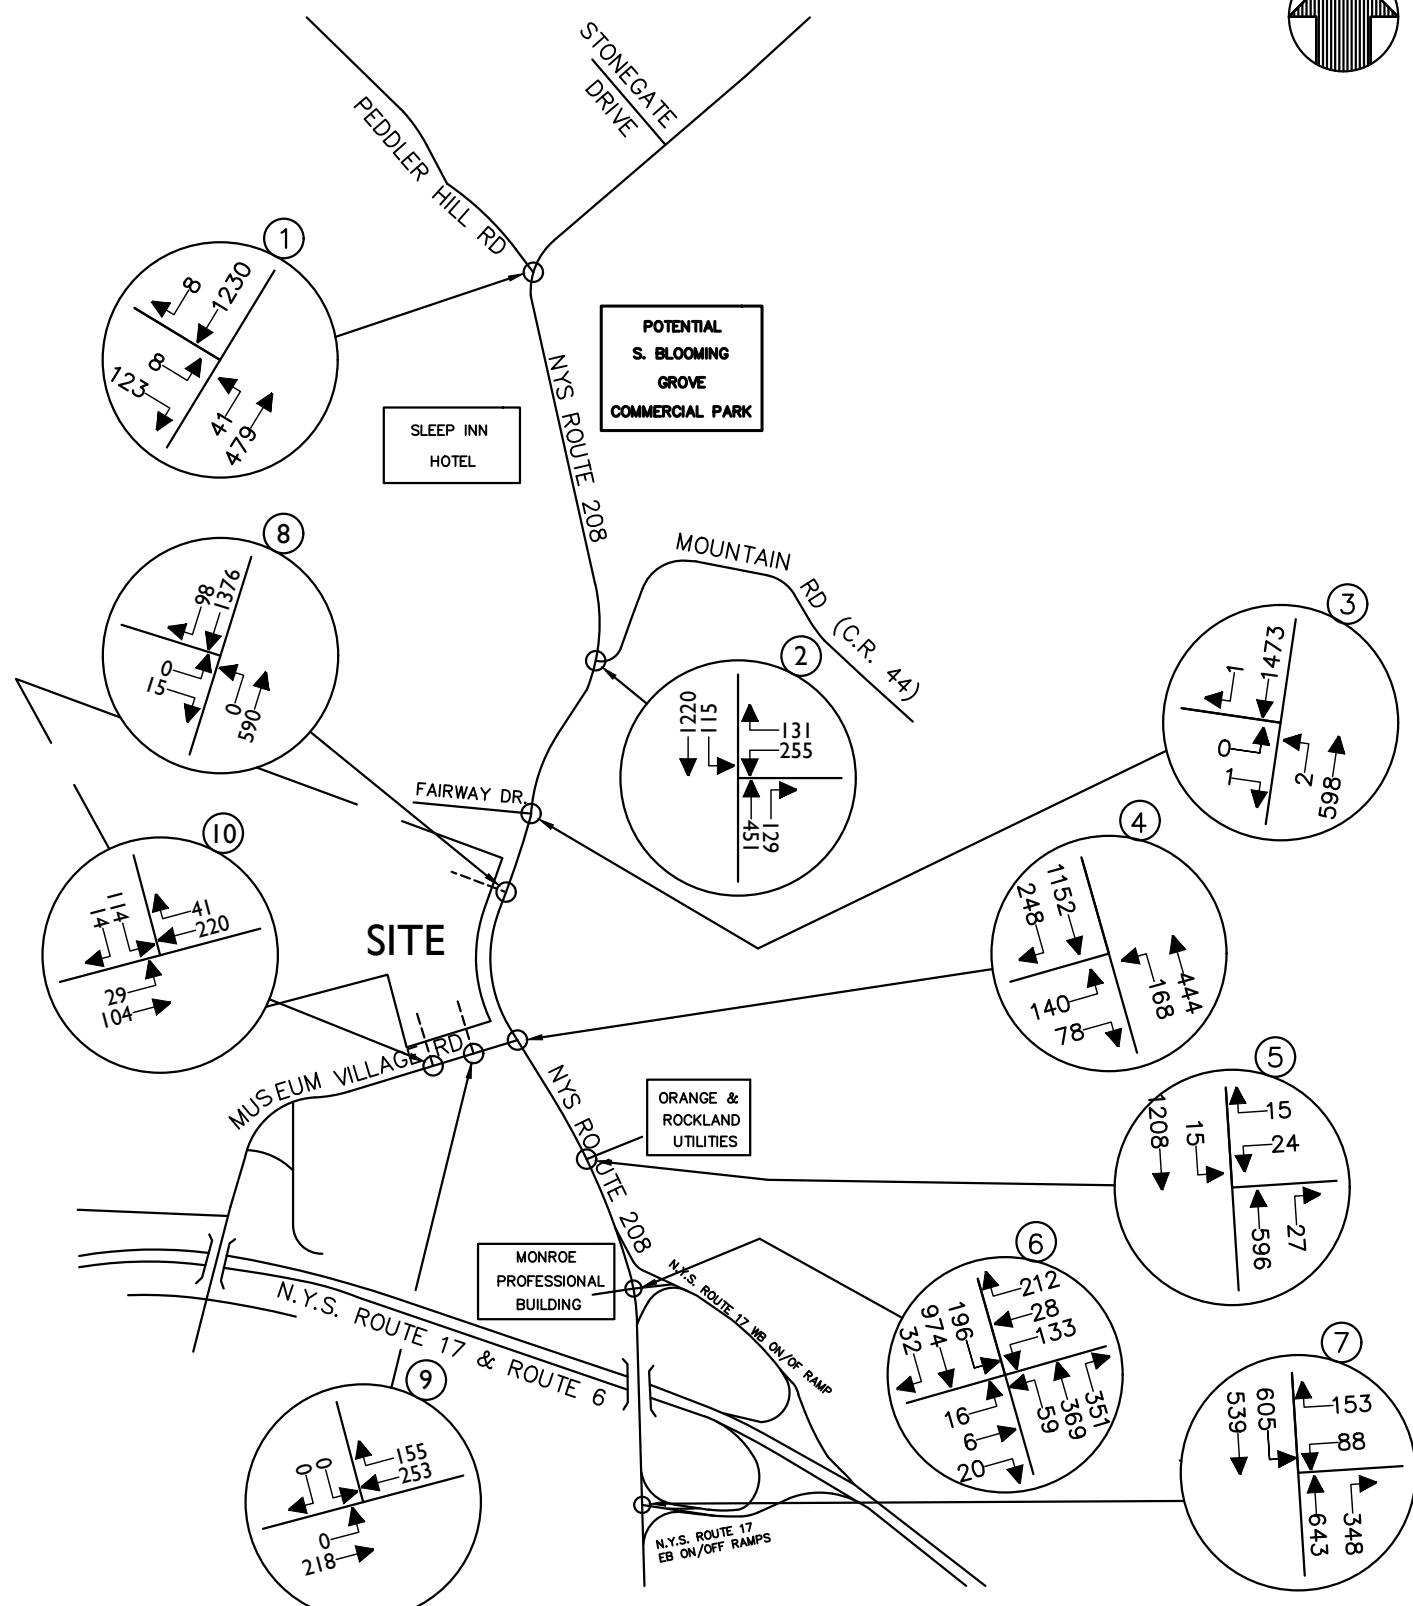 STONEGATE
DRIVE
PEDDLER HILL RD
1
8
1230
8
123
41
479
POTENTIAL
S. BLOOMING
GROVE
COMMERCIAL PARK
NYS ROUTE 208
SLEEP INN
HOTEL
8
98
1376
0
15
0
590
MOUNTAIN
RD (C.R. 44)
2
1220
115
131
255
451
129
3
1
1473
0
1
2
598
FAIRWAY DR.
10
114
14
41
220
29
104
SITE
4
1152
248
140
78
168
444
MUSEUM VILLAGE RD
NYS ROUTE 208
ORANGE &
ROCKLAND
UTILITIES
5
1208
15
15
24
596
27
MONROE
PROFESSIONAL
BUILDING
N.Y.S. ROUTE 17 WB ON/OF RAMP
6
32
974
196
212
28
133
16
6
20
59
369
351
N.Y.S. ROUTE 17 & ROUTE 6
7
539
605
153
88
643
348
9
0
0
155
253
0
218
N.Y.S. ROUTE 17
EB ON/OFF RAMPS